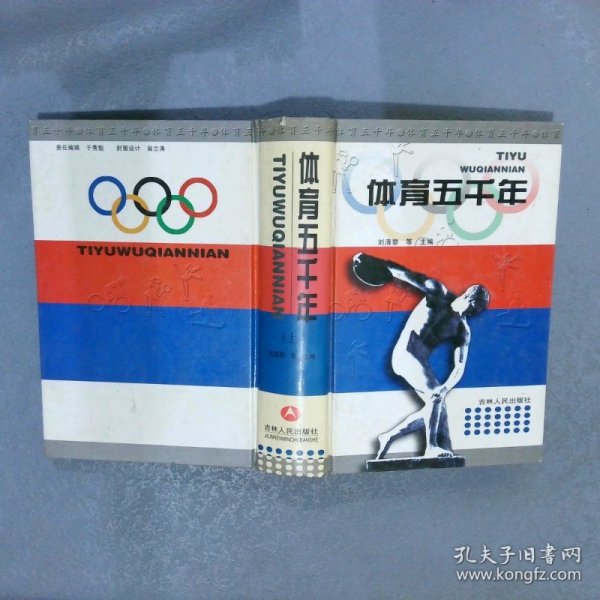 体育五千年 体育五千年 体育五千年
责任编辑 于青魁 封面设计 翁立涛
TIYUWUQIANNIAN
体育五千年
TIYUWUQIANNIAN
(上)
吉林人民出版社
JILINRENMINCHUBANSHE
体育五千年 体育五千年 体育五千年
TIYU
WUQIANNIAN
体育五千年
刘清黎 等 主编
吉林人民出版社
孔夫子旧书网
www.kongfz.com